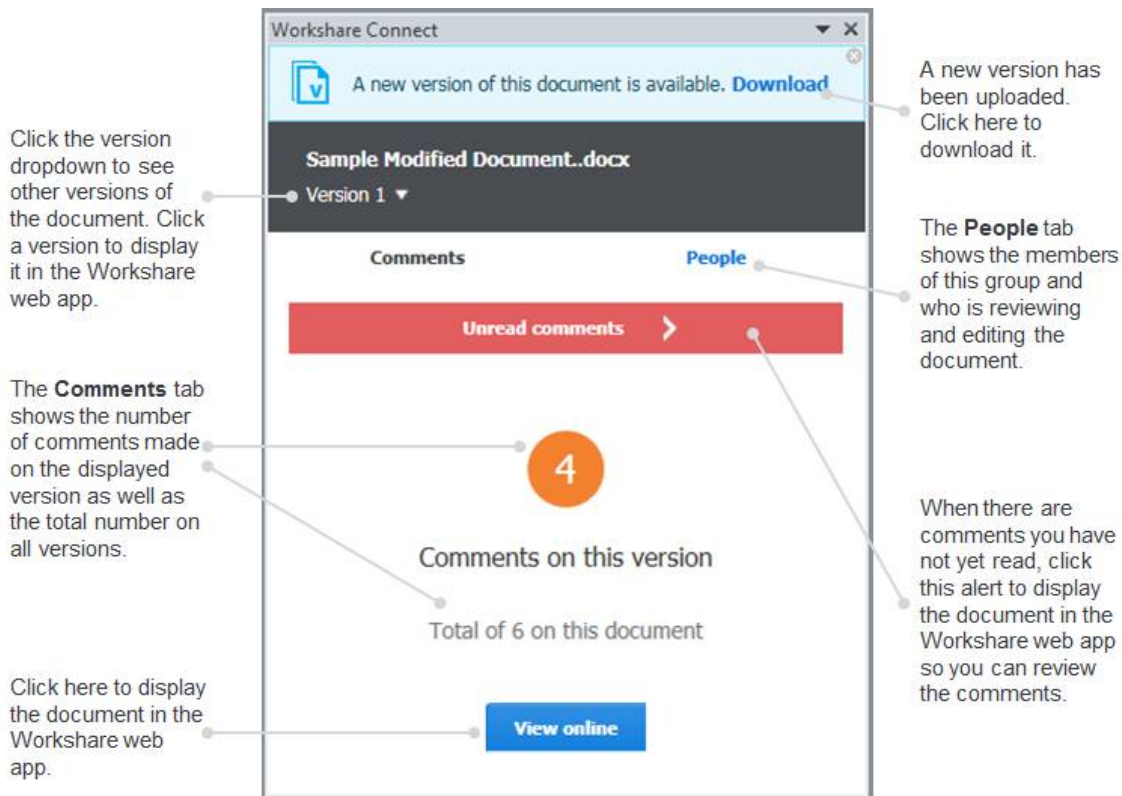 Workshare Connect
A new version of this document is available. Download
Sample Modified Document..docx
Version 1
Comments
People
Unread comments
4
Comments on this version
Total of 6 on this document
View online
Click the version
dropdown to see
other versions of
the document. Click
a version to display
it in the Workshare
web app.
The Comments tab
shows the number
of comments made
on the displayed
version as well as
the total number on
all versions.
Click here to display
the document in the
Workshare web
app.
A new version has
been uploaded.
Click here to
download it.
The People tab
shows the members
of this group and
who is reviewing
and editing the
document.
When there are
comments you have
not yet read, click
this alert to display
the document in the
Workshare web app
so you can review
the comments.